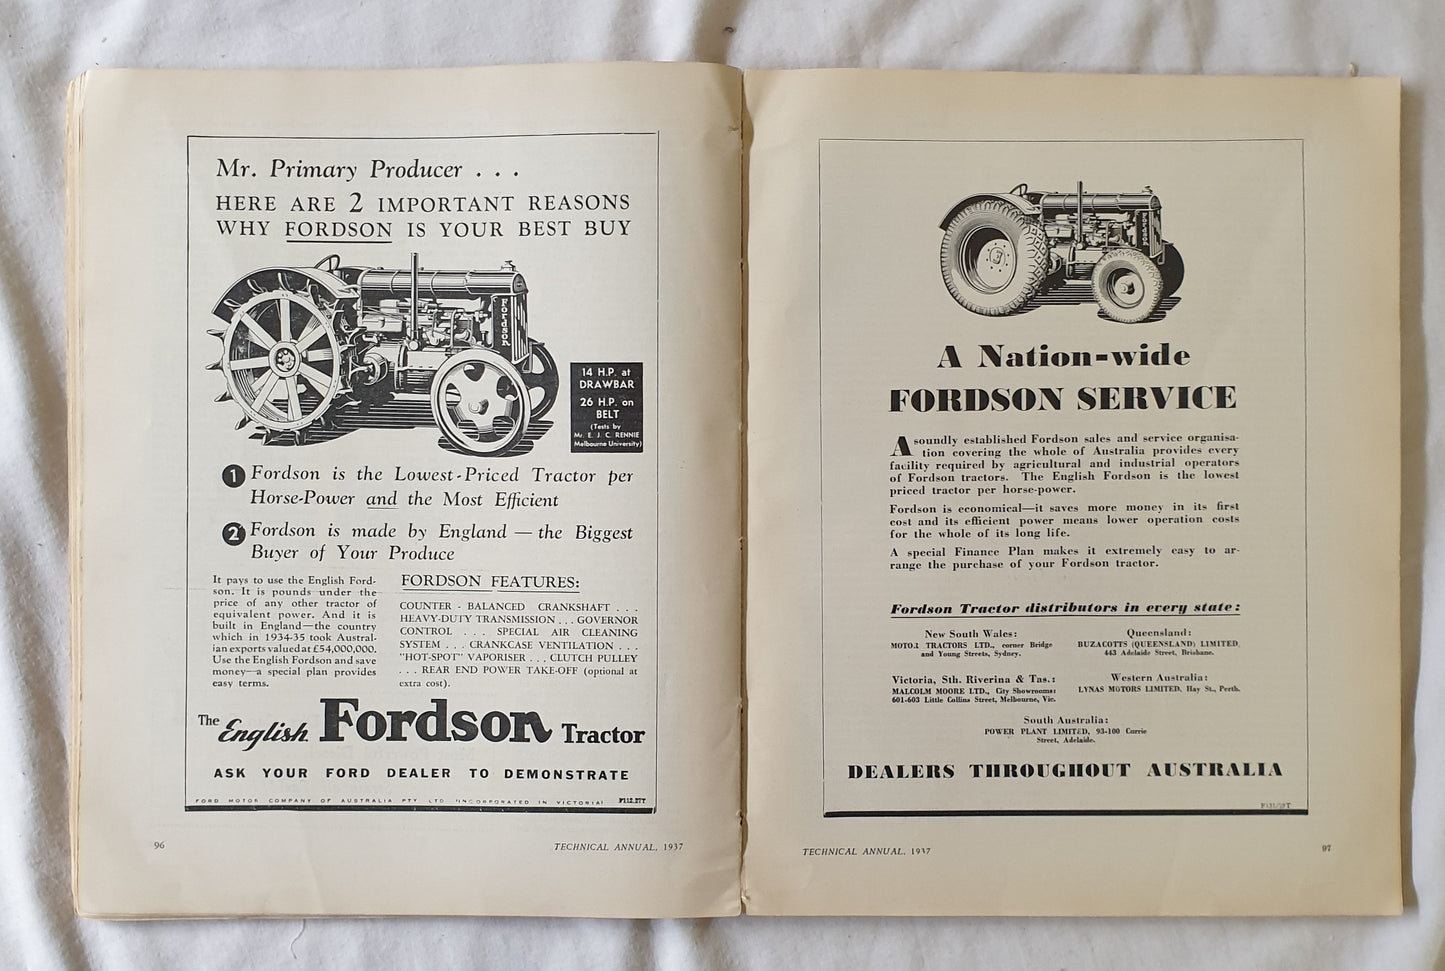 Mr. Primary Producer . . .
HERE ARE 2 IMPORTANT REASONS
WHY FORDSON IS YOUR BEST BUY
Fordson
14 H.P. at
DRAWBAR
26 H.P. on
BELT
(Tests by
Mr. E. J. C. RENNIE
Melbourne University)
1 Fordson is the Lowest-Priced Tractor per
Horse-Power and the Most Efficient
2 Fordson is made by England — the Biggest
Buyer of Your Produce
It pays to use the English Ford-
son. It is pounds under the
price of any other tractor of
equivalent power. And it is
built in England—the country
which in 1934-35 took Austral-
ian exports valued at £54,000,000.
Use the English Fordson and save
money—a special plan provides
easy terms.
FORDSON FEATURES:
COUNTER - BALANCED CRANKSHAFT . . .
HEAVY-DUTY TRANSMISSION . . . GOVERNOR
CONTROL . . . SPECIAL AIR CLEANING
SYSTEM . . . CRANKCASE VENTILATION . . .
"HOT-SPOT" VAPORISER . . . CLUTCH PULLEY
. . . REAR END POWER TAKE-OFF (optional at
extra cost).
The English Fordson Tractor
ASK YOUR FORD DEALER TO DEMONSTRATE
FORD MOTOR COMPANY OF AUSTRALIA PTY LTD (INCORPORATED IN VICTORIA)
F112.27T
96
TECHNICAL ANNUAL, 1937
Fordson
A Nation-wide
FORDSON SERVICE
A soundly established Fordson sales and service organisa-
tion covering the whole of Australia provides every
facility required by agricultural and industrial operators
of Fordson tractors. The English Fordson is the lowest
priced tractor per horse-power.
Fordson is economical—it saves more money in its first
cost and its efficient power means lower operation costs
for the whole of its long life.
A special Finance Plan makes it extremely easy to ar-
range the purchase of your Fordson tractor.
Fordson Tractor distributors in every state:
New South Wales:
TRACTORS LTD., corner Bridge
and Young Streets, Sydney.
Queensland:
BUZACOTTS (QUEENSLAND) LIMITED,
443 Adelaide Street, Brisbane.
Victoria, Sth. Riverina & Tas.:
MALCOLM MOORE LTD., City Showrooms:
601-603 Little Collins Street, Melbourne, Vic.
Western Australia:
LYNAS MOTORS LIMITED, Hay St., Perth.
South Australia:
POWER PLANT LIMITED, 93-100 Currie
Street, Adelaide.
DEALERS THROUGHOUT AUSTRALIA
TECHNICAL ANNUAL, 1937
97